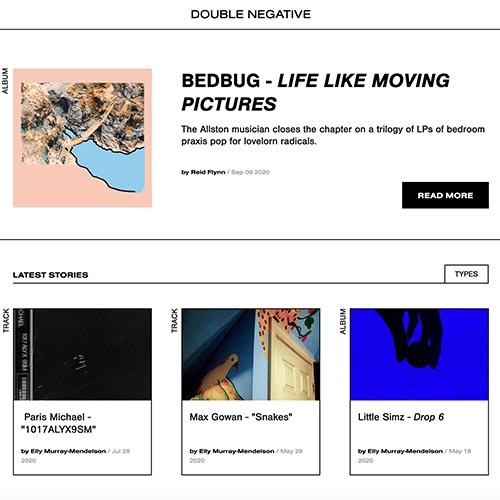 DOUBLE NEGATIVE
ALBUM
BEDBUG - LIFE LIKE MOVING
PICTURES
The Allston musician closes the chapter on a trilogy of LPs of bedroom
praxis pop for lovelorn radicals.
by Reid Flynn / Sep 09 2020
READ MORE
LATEST STORIES
TYPES
TRACK
Paris Michael -
"1017ALYX9SM"
by Elly Murray-Mendelson / Jul 28
2020
TRACK
Max Gowan - "Snakes"
by Elly Murray-Mendelson / May 29
2020
ALBUM
Little Simz - Drop 6
by Elly Murray-Mendelson / May 18
2020